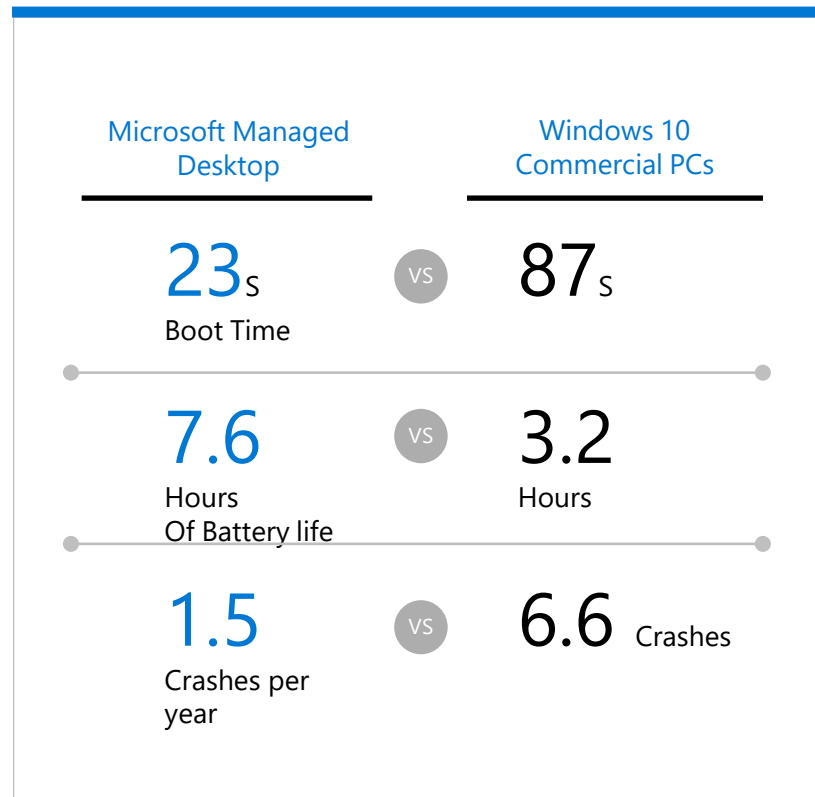 Microsoft Managed
Desktop
Windows 10
Commercial PCs
23s
Boot Time
VS
87s
7.6
Hours
Of Battery life
VS
3.2
Hours
1.5
Crashes per
year
VS
6.6 Crashes